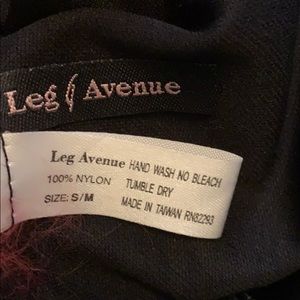 Leg Avenue
Leg Avenue HAND WASH NO BLEACH
100% NYLON TUMBLE DRY
SIZE: S/M MADE IN TAIWAN RN82293